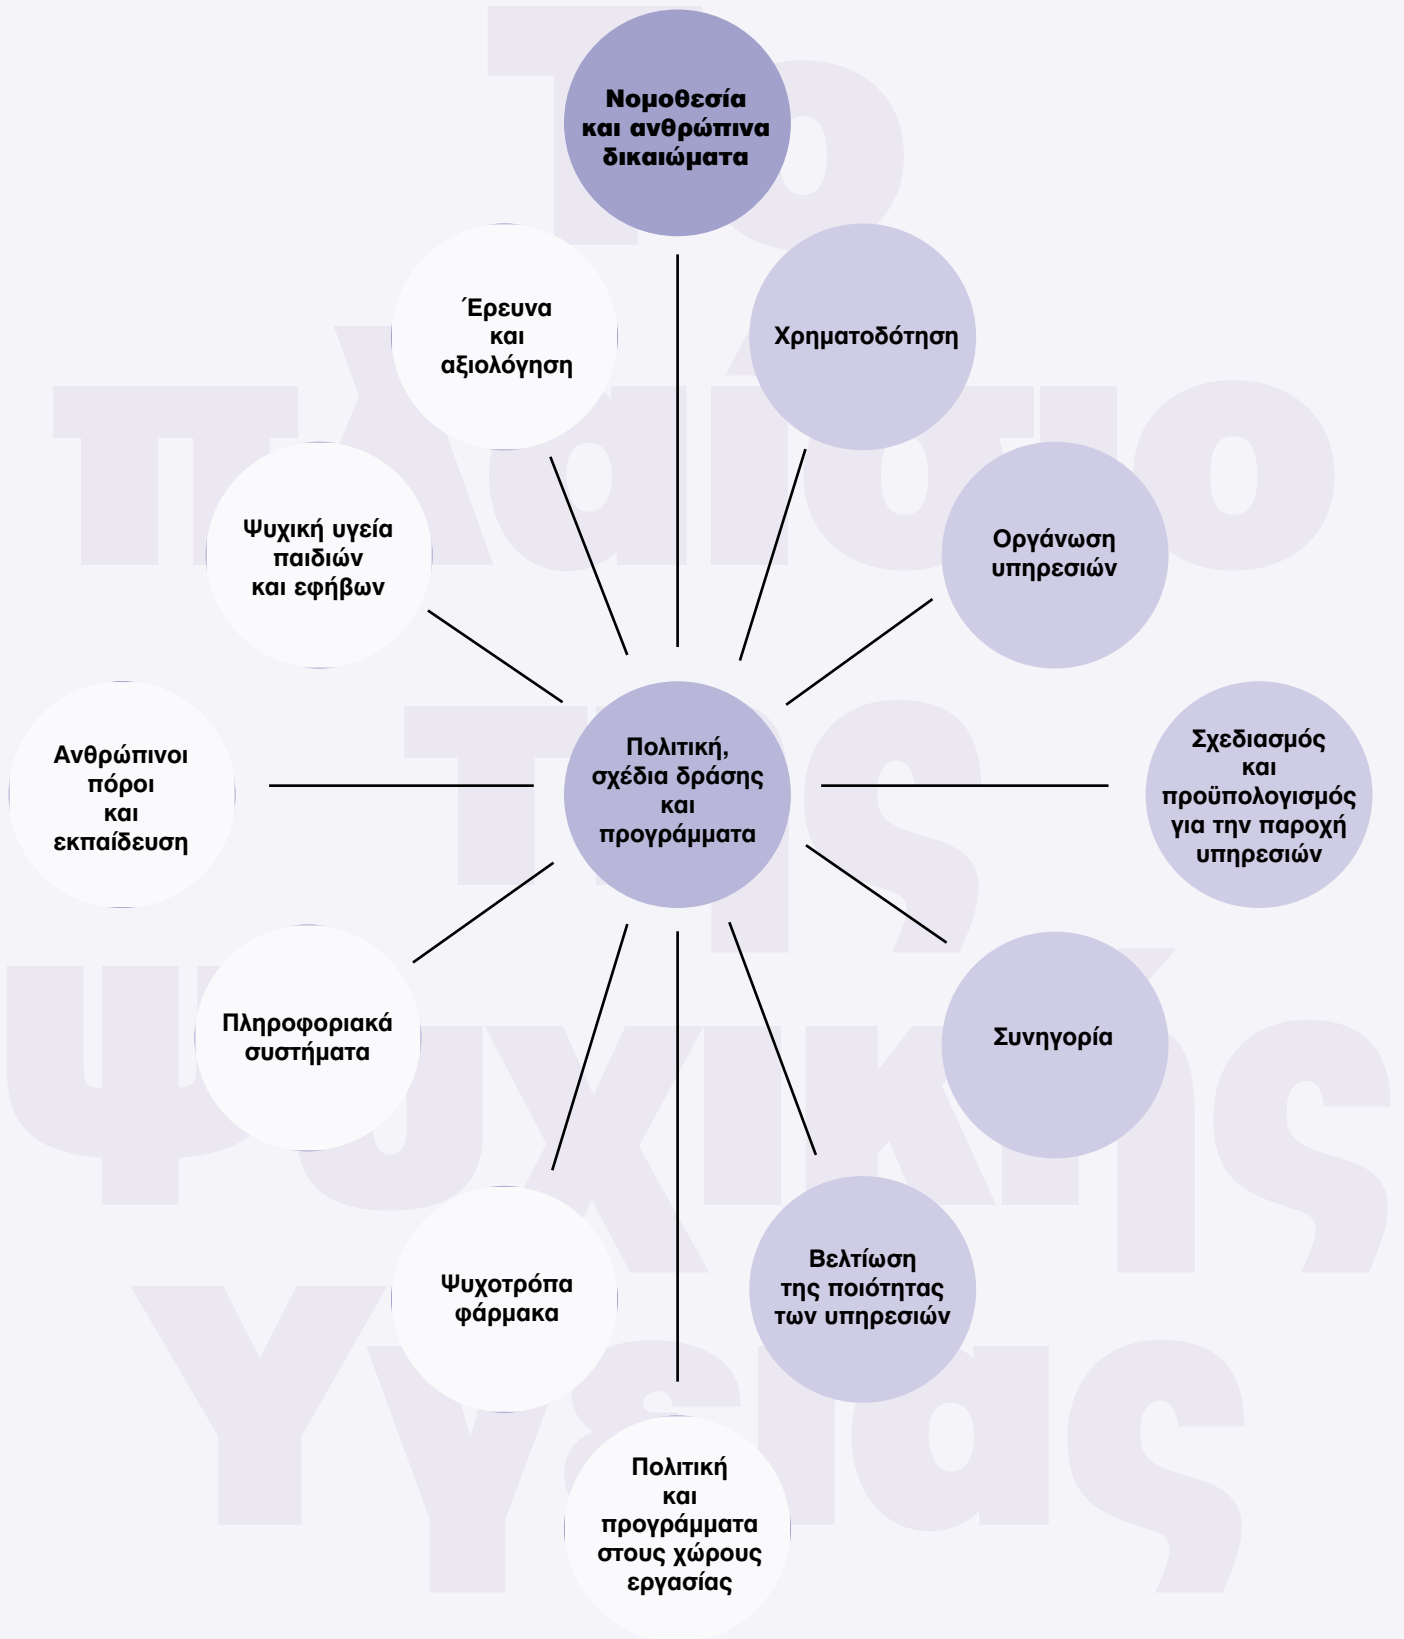 Το
πλαίσιο
της
Ψυχικής
Υγείας
Νομοθεσία
και ανθρώπινα
δικαιώματα
Έρευνα
και
αξιολόγηση
Χρηματοδότηση
Ψυχική υγεία
παιδιών
και εφήβων
Οργάνωση
υπηρεσιών
Ανθρώπινοι
πόροι
και
εκπαίδευση
Πολιτική,
σχέδια δράσης
και
προγράμματα
Σχεδιασμός
και
προϋπολογισμός
για την παροχή
υπηρεσιών
Πληροφοριακά
συστήματα
Συνηγορία
Ψυχοτρόπα
φάρμακα
Βελτίωση
της ποιότητας
των υπηρεσιών
Πολιτική
και
προγράμματα
στους χώρους
εργασίας